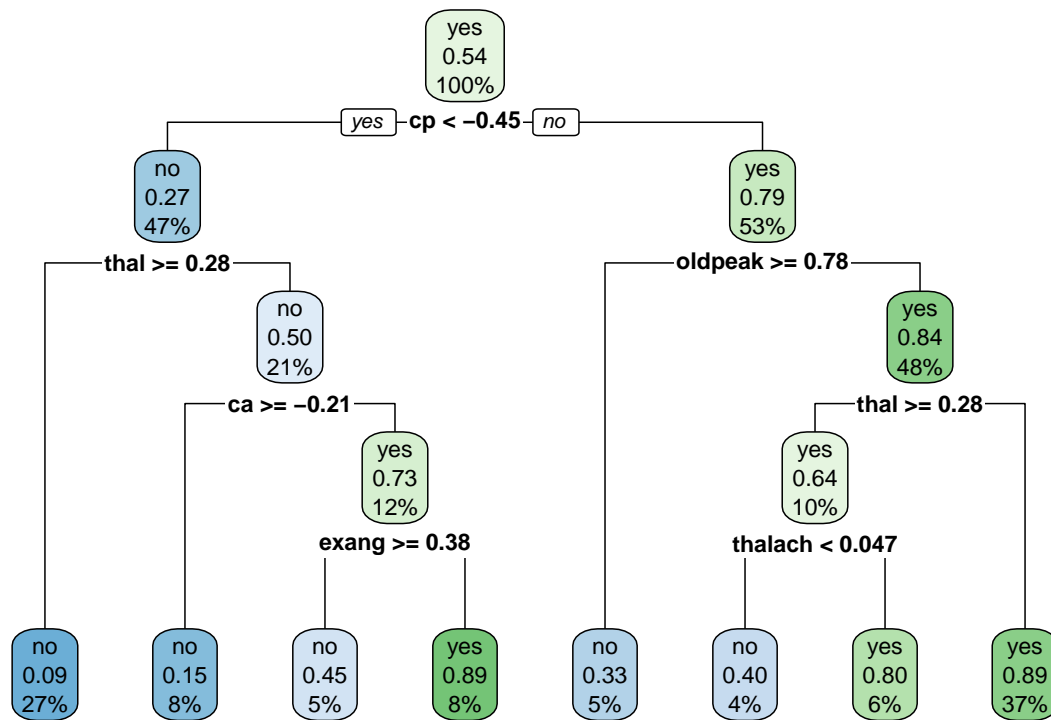 yes
0.54
100%
yes cp < −0.45 no
no
0.27
47%
yes
0.79
53%
thal >= 0.28
oldpeak >= 0.78
no
0.50
21%
yes
0.84
48%
ca >= −0.21
thal >= 0.28
yes
0.73
12%
yes
0.64
10%
exang >= 0.38
thalach < 0.047
no
0.09
27%
no
0.15
8%
no
0.45
5%
yes
0.89
8%
no
0.33
5%
no
0.40
4%
yes
0.80
6%
yes
0.89
37%